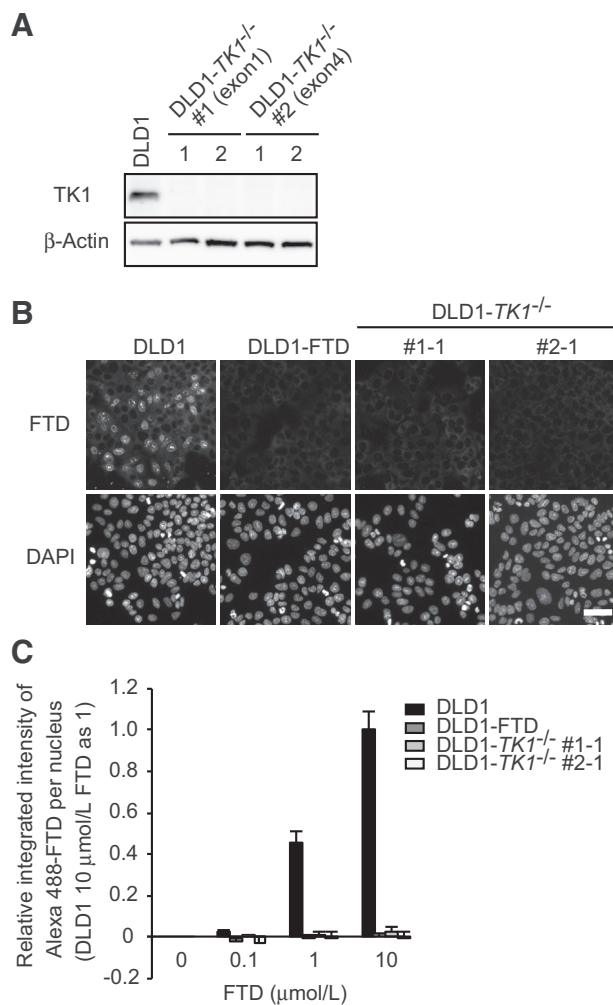 A
DLD1
DLD1-TK1-/-
#1 (exon1)
DLD1-TK1-/-
#2 (exon4)
1 2 1 2
TK1
β-Actin
B
DLD1-TK1-/-
DLD1 DLD1-FTD #1-1 #2-1
FTD
DAPI
C
Relative integrated intensity of
Alexa 488-FTD per nucleus
(DLD1 10 μmol/L FTD as 1)
1.2
1.0
0.8
0.6
0.4
0.2
0
-0.2
0 0.1 1 10
FTD (μmol/L)
DLD1
DLD1-FTD
DLD1-TK1-/- #1-1
DLD1-TK1-/- #2-1